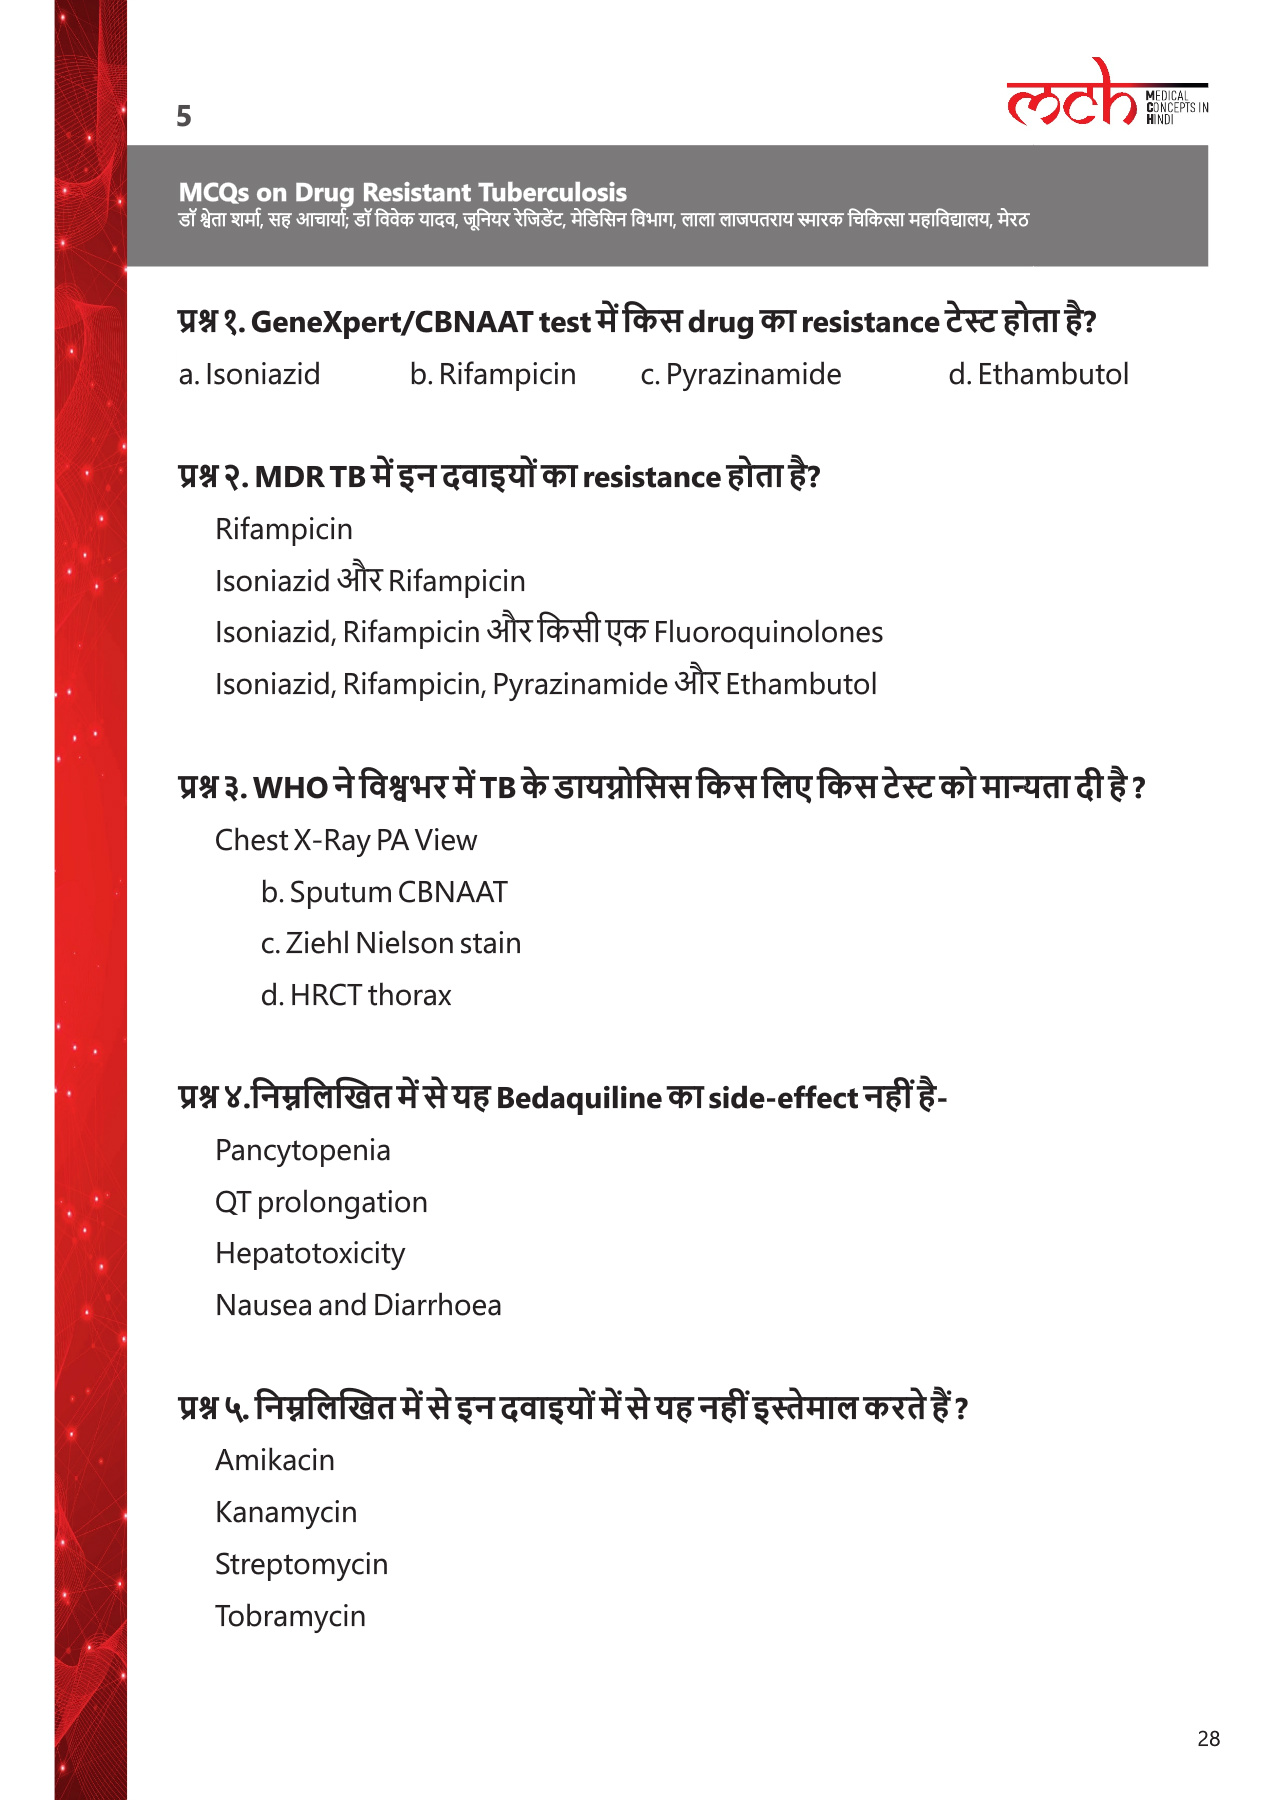 5
mch
MEDICAL
CONCEPTS IN
HINDI
MCQs on Drug Resistant Tuberculosis
डॉ श्वेता शर्मा, सह आचार्या; डॉ विवेक यादव, जूनियर रेजिडेंट, मेडिसिन विभाग, लाला लाजपतराय स्मारक चिकित्सा महाविद्यालय, मेरठ
प्रश्न १. GeneXpert/CBNAAT test में किस drug का resistance टेस्ट होता है?
a. Isoniazid b. Rifampicin c. Pyrazinamide d. Ethambutol
प्रश्न २. MDR TB में इन दवाइयों का resistance होता है?
Rifampicin
Isoniazid और Rifampicin
Isoniazid, Rifampicin और किसी एक Fluoroquinolones
Isoniazid, Rifampicin, Pyrazinamide और Ethambutol
प्रश्न ३. WHO ने विश्वभर में TB के डायग्नोसिस किस लिए किस टेस्ट को मान्यता दी है ?
Chest X-Ray PA View
b. Sputum CBNAAT
c. Ziehl Nielson stain
d. HRCT thorax
प्रश्न ४.निम्नलिखित में से यह Bedaquiline का side-effect नहीं है-
Pancytopenia
QT prolongation
Hepatotoxicity
Nausea and Diarrhoea
प्रश्न ५. निम्नलिखित में से इन दवाइयों में से यह नहीं इस्तेमाल करते हैं ?
Amikacin
Kanamycin
Streptomycin
Tobramycin
28